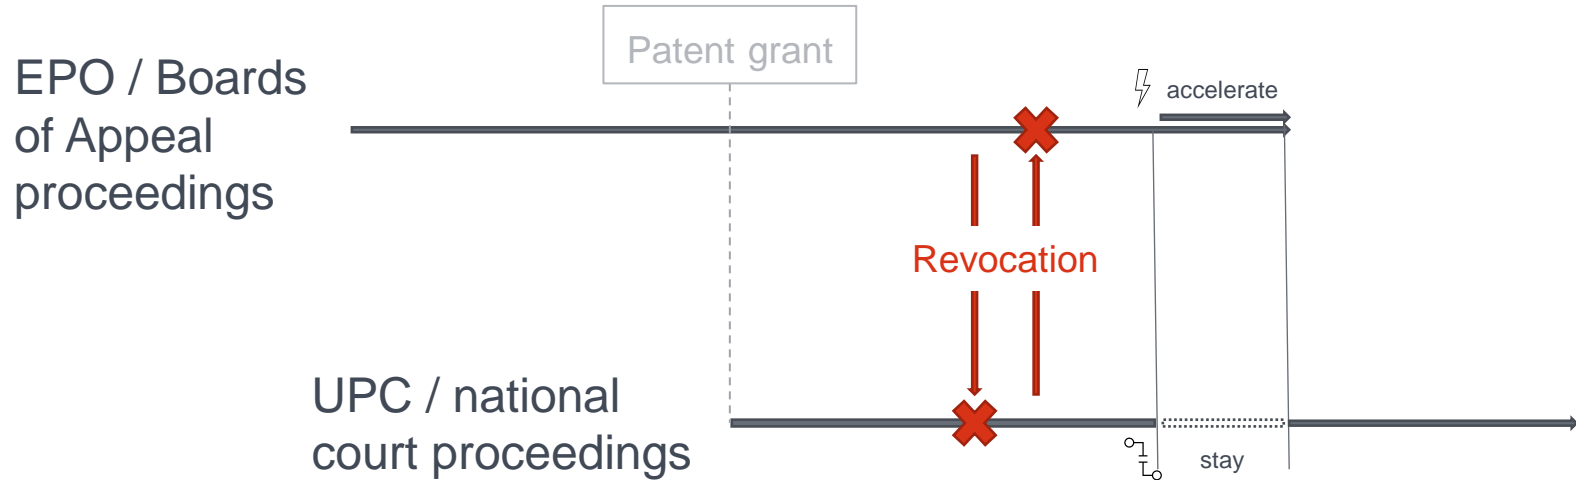 Patent grant
EPO / Boards
of Appeal
proceedings
accelerate
Revocation
UPC / national
court proceedings
stay